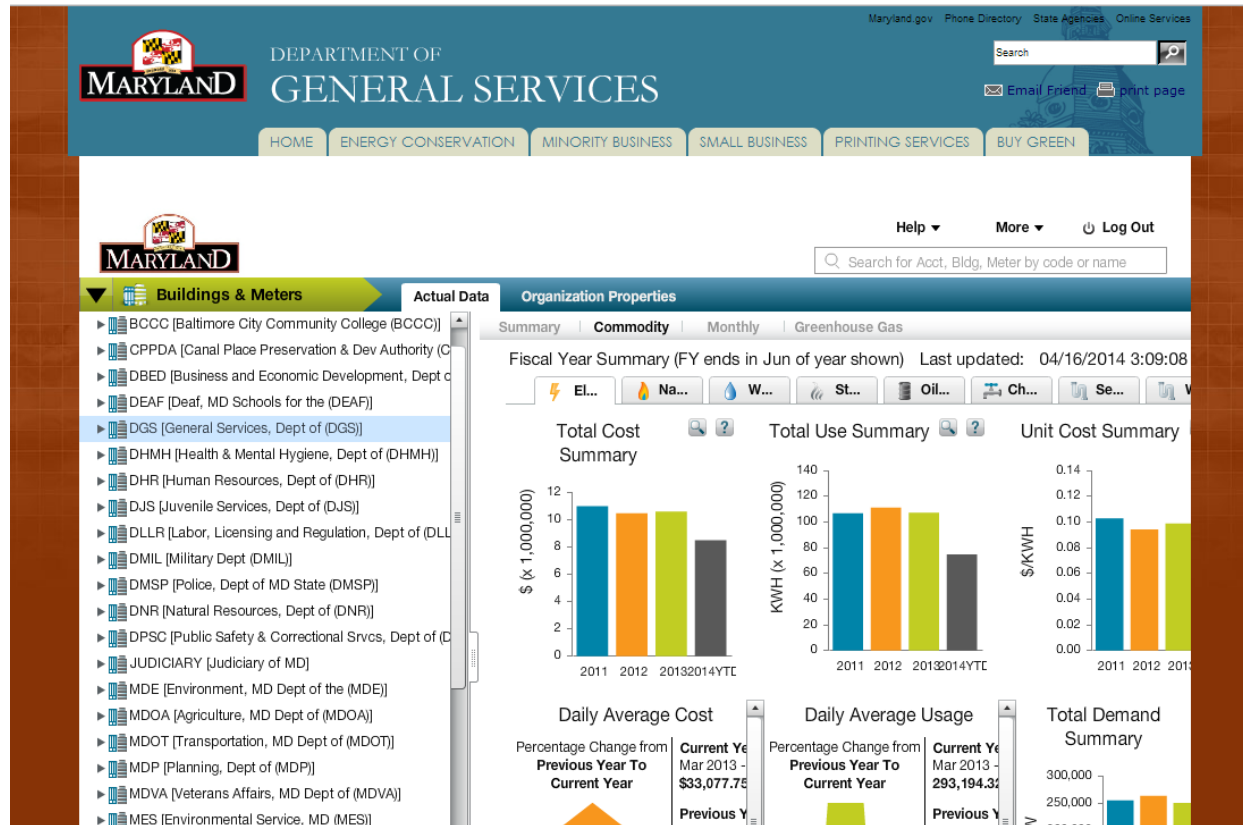 Maryland.gov Phone Directory State Agencies Online Services
MARYLAND
DEPARTMENT OF
GENERAL SERVICES
Search
Email Friend print page
HOME ENERGY CONSERVATION MINORITY BUSINESS SMALL BUSINESS PRINTING SERVICES BUY GREEN
MARYLAND
Help More Log Out
Search for Acct, Bldg, Meter by code or name
Buildings & Meters
Actual Data Organization Properties
BCCC [Baltimore City Community College (BCCC)]
CPPDA [Canal Place Preservation & Dev Authority (C
DBED [Business and Economic Development, Dept o
DEAF [Deaf, MD Schools for the (DEAF)]
DGS [General Services, Dept of (DGS)]
DHMH [Health & Mental Hygiene, Dept of (DHMH)]
DHR [Human Resources, Dept of (DHR)]
DJS [Juvenile Services, Dept of (DJS)]
DLLR [Labor, Licensing and Regulation, Dept of (DLL
DMIL [Military Dept (DMIL)]
DMSP [Police, Dept of MD State (DMSP)]
DNR [Natural Resources, Dept of (DNR)]
DPSC [Public Safety & Correctional Srvcs, Dept of (D
JUDICIARY [Judiciary of MD]
MDE [Environment, MD Dept of the (MDE)]
MDOA [Agriculture, MD Dept of (MDOA)]
MDOT [Transportation, MD Dept of (MDOT)]
MDP [Planning, Dept of (MDP)]
MDVA [Veterans Affairs, MD Dept of (MDVA)]
MES [Environmental Service, MD (MES)]
Summary Commodity Monthly Greenhouse Gas
Fiscal Year Summary (FY ends in Jun of year shown) Last updated: 04/16/2014 3:09:08
El... Na... W... St... Oil... Ch... Se...
Total Cost
Summary
$ (x 1,000,000)
12
10
8
6
4
2
0
2011 2012 2013 2014YTD
Total Use Summary
KWH (x 1,000,000)
140
120
100
80
60
40
20
0
2011 2012 2013 2014YTD
Unit Cost Summary
$/KWH
0.14
0.12
0.10
0.08
0.06
0.04
0.02
0.00
2011 2012 201
Daily Average Cost
Percentage Change from
Previous Year To
Current Year
Current Ye
Mar 2013 -
$33,077.75
Previous Y
Daily Average Usage
Percentage Change from
Previous Year To
Current Year
Current Ye
Mar 2013 -
293,194.32
Previous Y
Total Demand
Summary
300,000
250,000